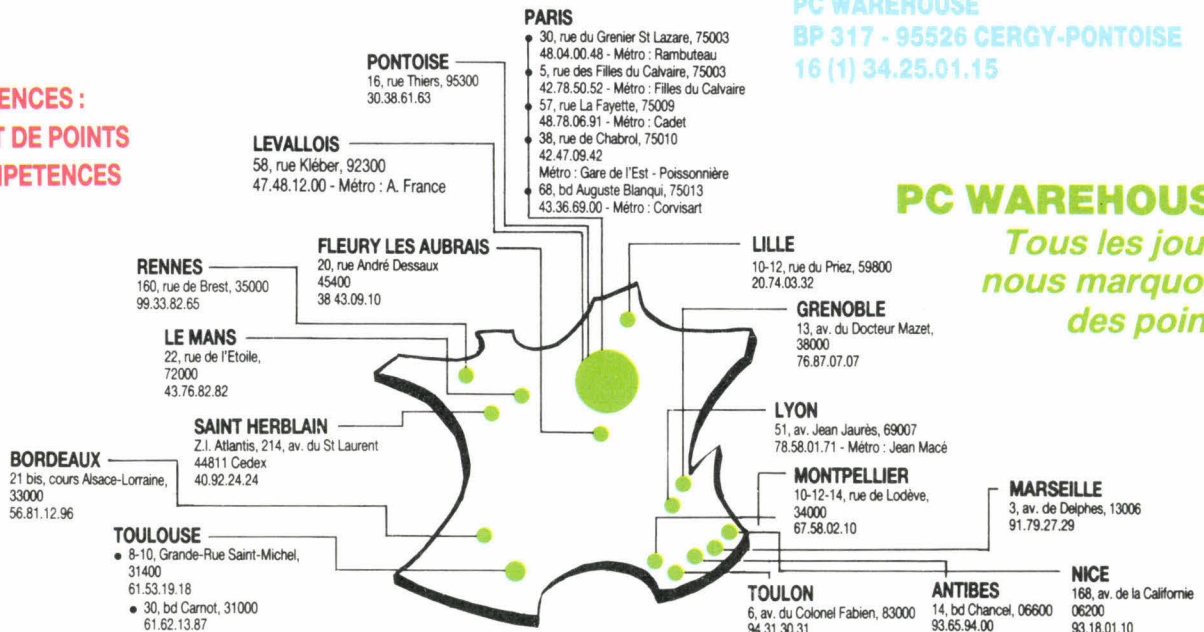 PARIS
30, rue du Grenier St Lazare, 75003
48.04.00.48 - Métro : Rambuteau
5, rue des Filles du Calvaire, 75003
42.78.50.52 - Métro : Filles du Calvaire
57, rue La Fayette, 75009
48.78.06.91 - Métro : Cadet
38, rue de Chabrol, 75010
42.47.09.42
Métro : Gare de l'Est - Poissonnière
68, bd Auguste Blanqui, 75013
43.36.69.00 - Métro : Corvisart
PC WAREHOUSE
BP 317 - 95526 CERGY-PONTOISE
16 (1) 34.25.01.15
PONTOISE
16, rue Thiers, 95300
30.38.61.63
ENCES :
T DE POINTS
PETENCES
LEVALLOIS
58, rue Kléber, 92300
47.48.12.00 - Métro : A. France
PC WAREHOUS
Tous les jou
nous marquo
des poin
FLEURY LES AUBRAIS
20, rue André Dessaux
45400
38 43.09.10
LILLE
10-12, rue du Priez, 59800
20.74.03.32
RENNES
160, rue de Brest, 35000
99.33.82.65
GRENOBLE
13, av. du Docteur Mazet,
38000
76.87.07.07
LE MANS
22, rue de l'Etoile,
72000
43.76.82.82
LYON
51, av. Jean Jaurès, 69007
78.58.01.71 - Métro : Jean Macé
SAINT HERBLAIN
Z.I. Atlantis, 214, av. du St Laurent
44811 Cedex
40.92.24.24
BORDEAUX
21 bis, cours Alsace-Lorraine,
33000
56.81.12.96
MONTPELLIER
10-12-14, rue de Lodève,
34000
67.58.02.10
MARSEILLE
3, av. de Delphes, 13006
91.79.27.29
TOULOUSE
8-10, Grande-Rue Saint-Michel,
31400
61.53.19.18
30, bd Carnot, 31000
61.62.13.87
TOULON
6, av. du Colonel Fabien, 83000
94.31.30.31
ANTIBES
14, bd Chancel, 06600
93.65.94.00
NICE
168, av. de la Californie
06200
93.18.01.10